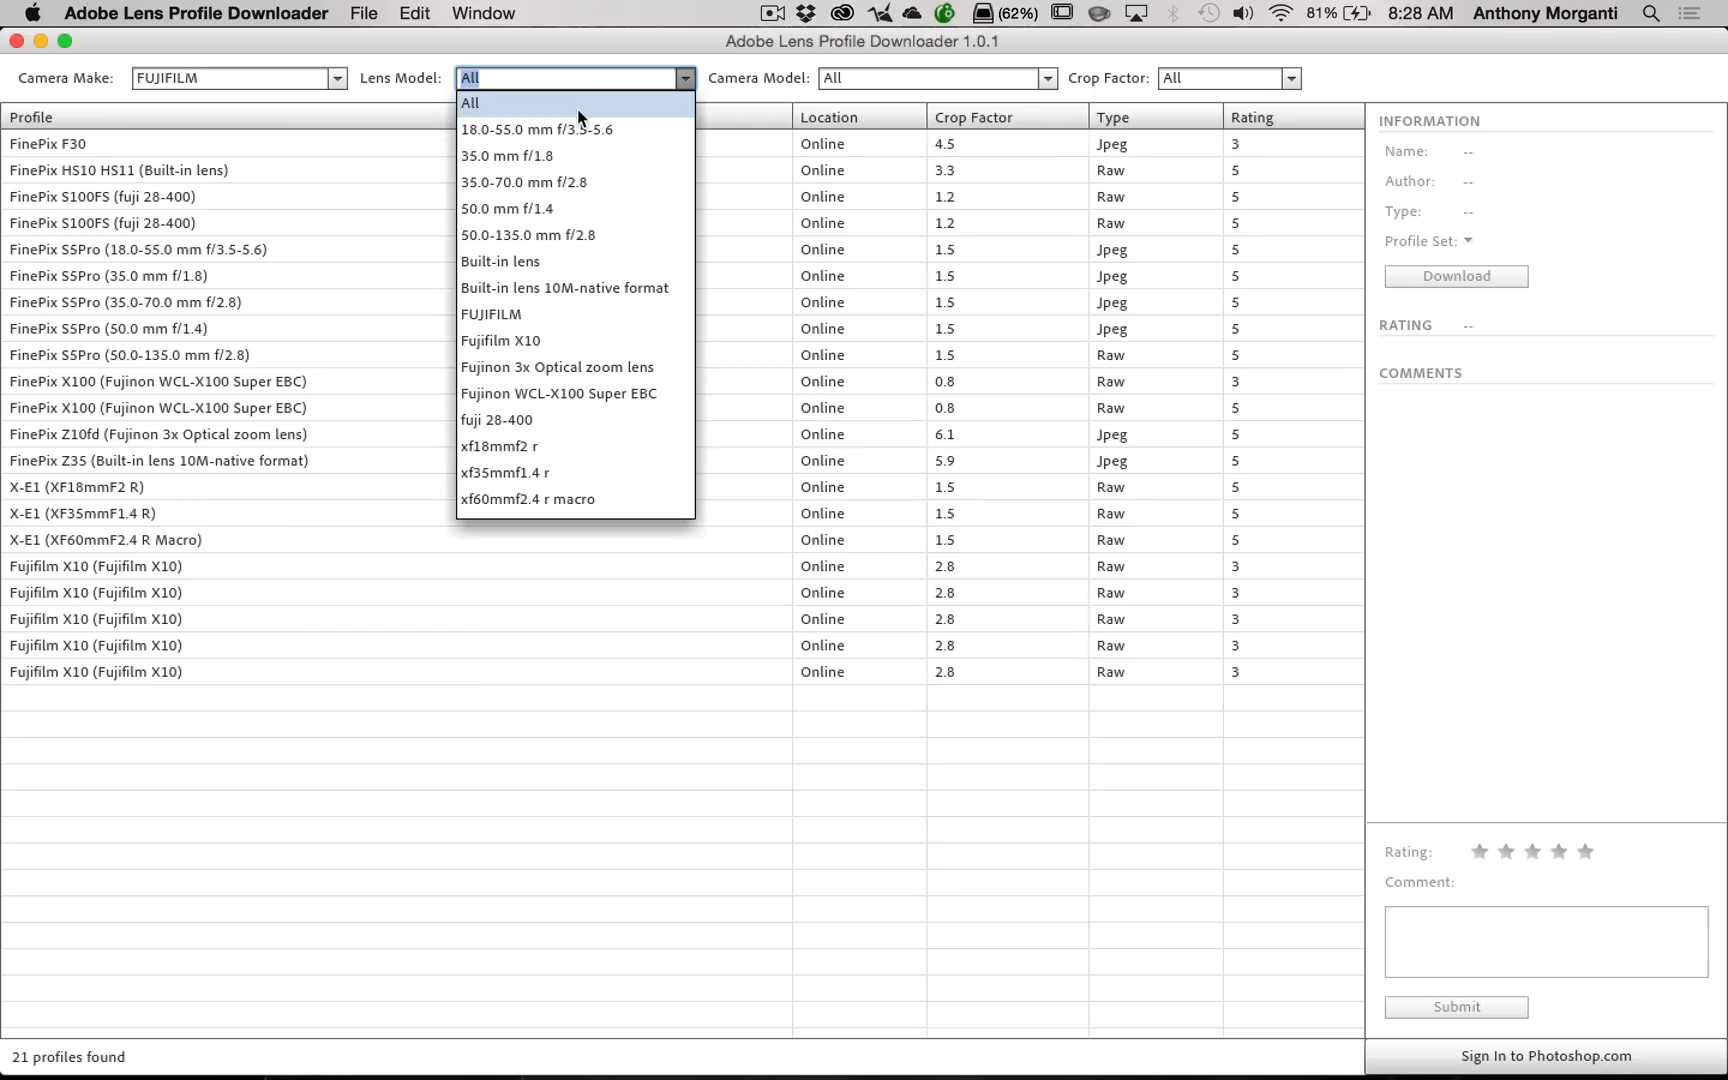 Adobe Lens Profile Downloader File Edit Window (62%) 81% 8:28 AM Anthony Morganti
Adobe Lens Profile Downloader 1.0.1
Camera Make: FUJIFILM Lens Model: All Camera Model: All Crop Factor: All
Profile Location Crop Factor Type Rating
FinePix F30 Online 4.5 Jpeg 3
FinePix HS10 HS11 (Built-in lens) Online 3.3 Raw 5
FinePix S100FS (fuji 28-400) Online 1.2 Raw 5
FinePix S100FS (fuji 28-400) Online 1.2 Raw 5
FinePix S5Pro (18.0-55.0 mm f/3.5-5.6) Online 1.5 Jpeg 5
FinePix S5Pro (35.0 mm f/1.8) Online 1.5 Jpeg 5
FinePix S5Pro (35.0-70.0 mm f/2.8) Online 1.5 Jpeg 5
FinePix S5Pro (50.0 mm f/1.4) Online 1.5 Jpeg 5
FinePix S5Pro (50.0-135.0 mm f/2.8) Online 1.5 Raw 5
FinePix X100 (Fujinon WCL-X100 Super EBC) Online 0.8 Raw 3
FinePix X100 (Fujinon WCL-X100 Super EBC) Online 0.8 Raw 5
FinePix Z10fd (Fujinon 3x Optical zoom lens) Online 6.1 Jpeg 5
FinePix Z35 (Built-in lens 10M-native format) Online 5.9 Jpeg 5
X-E1 (XF18mmF2 R) Online 1.5 Raw 5
X-E1 (XF35mmF1.4 R) Online 1.5 Raw 5
X-E1 (XF60mmF2.4 R Macro) Online 1.5 Raw 5
Fujifilm X10 (Fujifilm X10) Online 2.8 Raw 3
Fujifilm X10 (Fujifilm X10) Online 2.8 Raw 3
Fujifilm X10 (Fujifilm X10) Online 2.8 Raw 3
Fujifilm X10 (Fujifilm X10) Online 2.8 Raw 3
Fujifilm X10 (Fujifilm X10) Online 2.8 Raw 3
All
18.0-55.0 mm f/3.5-5.6
35.0 mm f/1.8
35.0-70.0 mm f/2.8
50.0 mm f/1.4
50.0-135.0 mm f/2.8
Built-in lens
Built-in lens 10M-native format
FUJIFILM
Fujifilm X10
Fujinon 3x Optical zoom lens
Fujinon WCL-X100 Super EBC
fuji 28-400
xf18mmf2 r
xf35mmf1.4 r
xf60mmf2.4 r macro
INFORMATION
Name: --
Author: --
Type: --
Profile Set:
Download
RATING --
COMMENTS
Rating:
Comment:
Submit
21 profiles found
Sign In to Photoshop.com